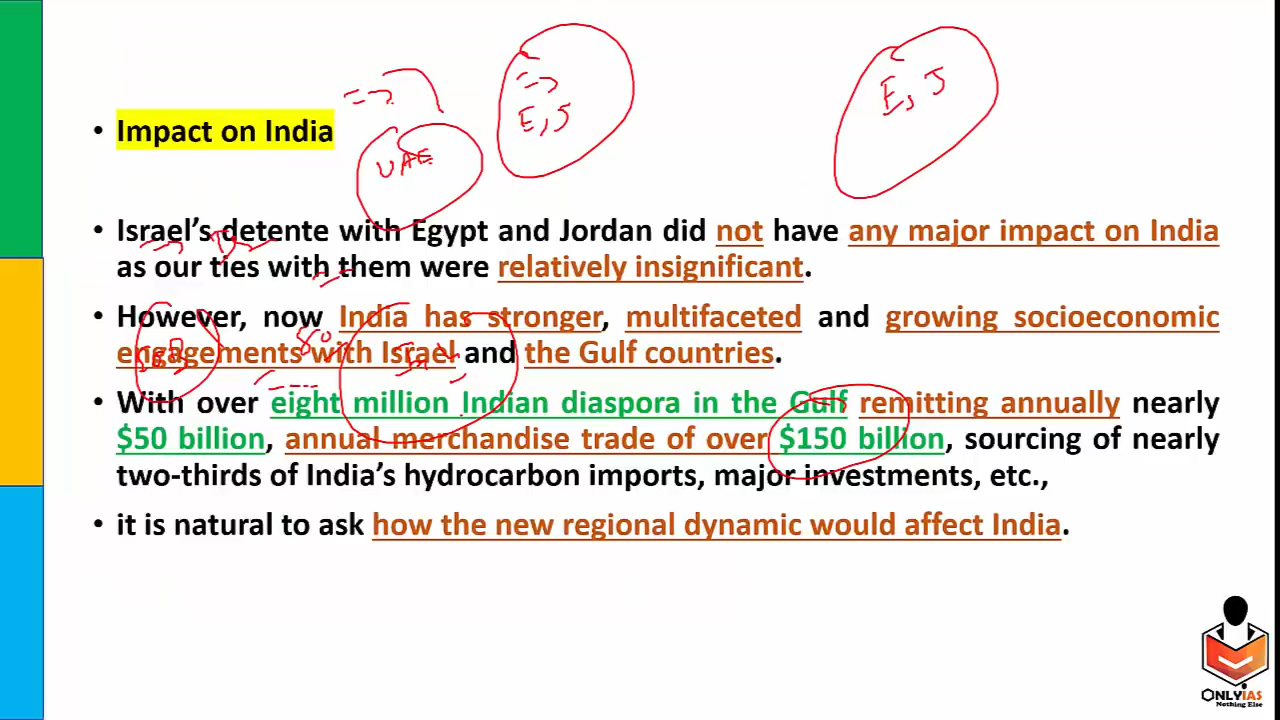 E, J
E, J
• Impact on India
UAE
Israel's detente with Egypt and Jordan did not have any major impact on India
as our ties with them were relatively insignificant.
• However, now India has stronger, multifaceted and growing socioeconomic
engagements with Israel and the Gulf countries.
• With over eight million Indian diaspora in the Gulf remitting annually nearly
$50 billion, annual merchandise trade of over $150 billion, sourcing of nearly
two-thirds of India's hydrocarbon imports, major investments, etc.,
• it is natural to ask how the new regional dynamic would affect India.
ONLYIAS
Nothing Else